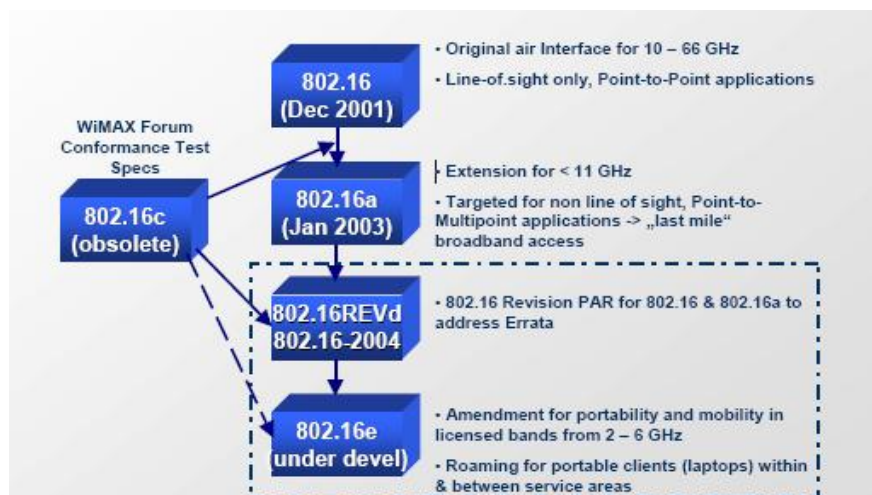 802.16
(Dec 2001)
• Original air Interface for 10 – 66 GHz
• Line-of.sight only, Point-to-Point applications
WiMAX Forum
Conformance Test
Specs
802.16c
(obsolete)
802.16a
(Jan 2003)
• Extension for < 11 GHz
• Targeted for non line of sight, Point-to-
Multipoint applications -> „last mile“
broadband access
802.16REVd
802.16-2004
• 802.16 Revision PAR for 802.16 & 802.16a to
address Errata
802.16e
(under devel)
• Amendment for portability and mobility in
licensed bands from 2 – 6 GHz
• Roaming for portable clients (laptops) within
& between service areas